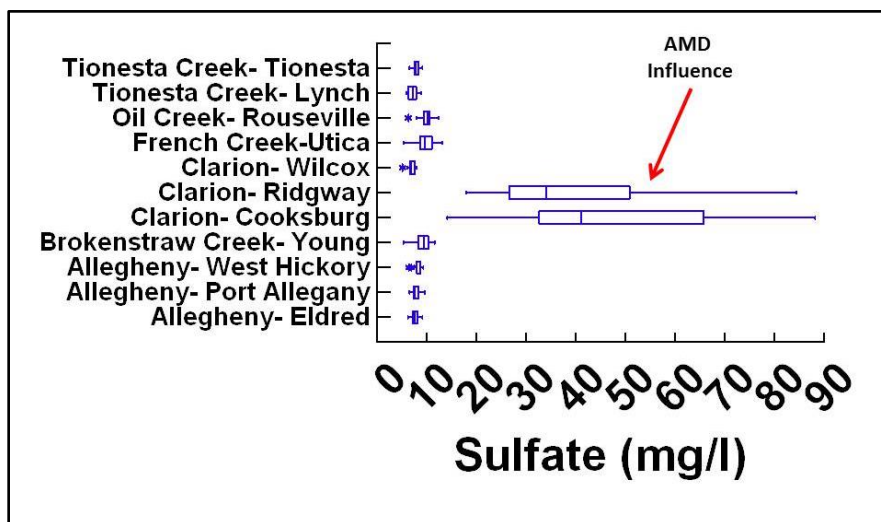 AMD
Influence
Tionesta Creek- Tionesta
Tionesta Creek- Lynch
Oil Creek- Rouseville
French Creek-Utica
Clarion- Wilcox
Clarion- Ridgway
Clarion- Cooksburg
Brokenstraw Creek- Young
Allegheny- West Hickory
Allegheny- Port Allegany
Allegheny- Eldred
0 10 20 30 40 50 60 70 80 90
Sulfate (mg/l)